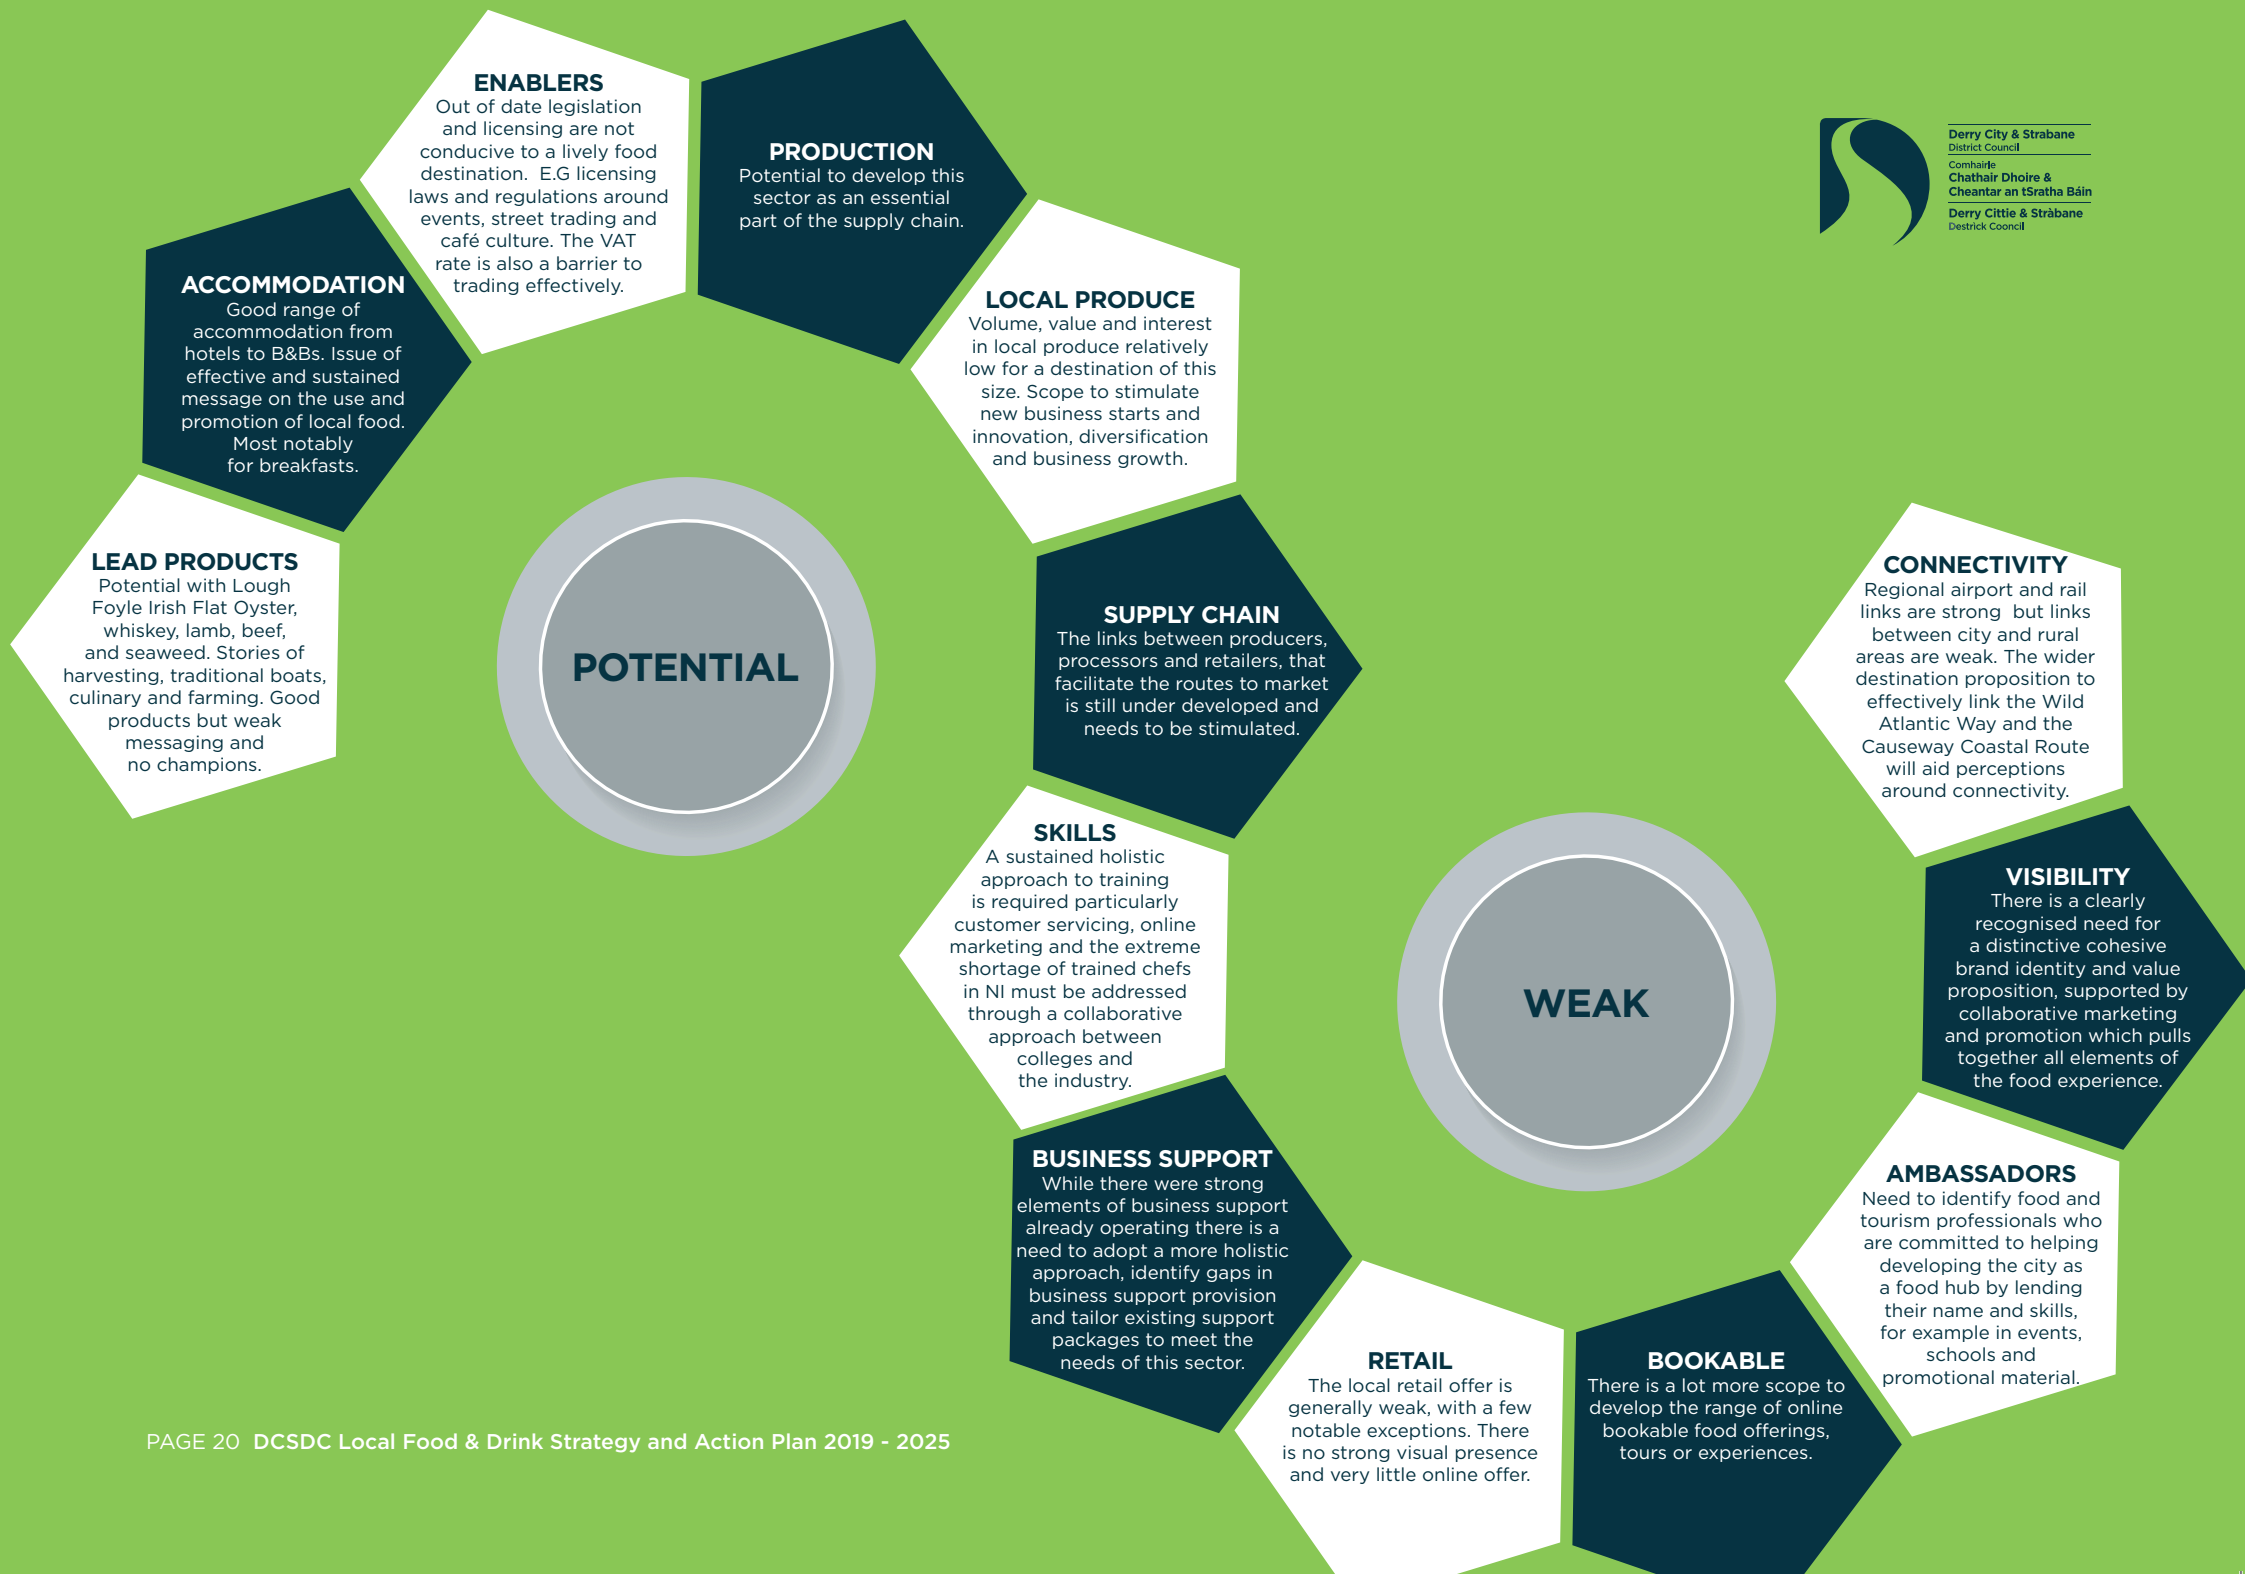 ENABLERS
Out of date legislation
and licensing are not
conducive to a lively food
destination.  E.G licensing
laws and regulations around
events, street trading and
café culture. The VAT
rate is also a barrier to
trading effectively.
PRODUCTION
Potential to develop this
sector as an essential
part of the supply chain.
Derry City & Strabane
District Council
Comhairle
Chathair Dhoire &
Cheantar an tSratha Báin
Derry Cittie & Stràbane
Destrick Council
ACCOMMODATION
Good range of
accommodation from
hotels to B&Bs. Issue of
effective and sustained
message on the use and
promotion of local food.
Most notably
for breakfasts.
LOCAL PRODUCE
Volume, value and interest
in local produce relatively
low for a destination of this
size. Scope to stimulate
new business starts and
innovation, diversification
and business growth.
LEAD PRODUCTS
Potential with Lough
Foyle Irish Flat Oyster,
whiskey, lamb, beef,
and seaweed. Stories of
harvesting, traditional boats,
culinary and farming. Good
products but weak
messaging and
no champions.
POTENTIAL
SUPPLY CHAIN
The links between producers,
processors and retailers, that
facilitate the routes to market
is still under developed and
needs to be stimulated.
SKILLS
A sustained holistic
approach to training
is required particularly
customer servicing, online
marketing and the extreme
shortage of trained chefs
in NI must be addressed
through a collaborative
approach between
colleges and
the industry.
BUSINESS SUPPORT
While there were strong
elements of business support
already operating there is a
need to adopt a more holistic
approach, identify gaps in
business support provision
and tailor existing support
packages to meet the
needs of this sector.
WEAK
CONNECTIVITY
Regional airport and rail
links are strong  but links
between city and rural
areas are weak. The wider
destination proposition to
effectively link the Wild
Atlantic Way and the
Causeway Coastal Route
will aid perceptions
around connectivity.
VISIBILITY
There is a clearly
recognised need for
a distinctive cohesive
brand identity and value
proposition, supported by
collaborative marketing
and promotion which pulls
together all elements of
the food experience.
AMBASSADORS
Need to identify food and
tourism professionals who
are committed to helping
developing the city as
a food hub by lending
their name and skills,
for example in events,
schools and
promotional material.
RETAIL
The local retail offer is
generally weak, with a few
notable exceptions. There
is no strong visual presence
and very little online offer.
BOOKABLE
There is a lot more scope to
develop the range of online
bookable food offerings,
tours or experiences.
PAGE 20  DCSDC Local Food & Drink Strategy and Action Plan 2019 - 2025